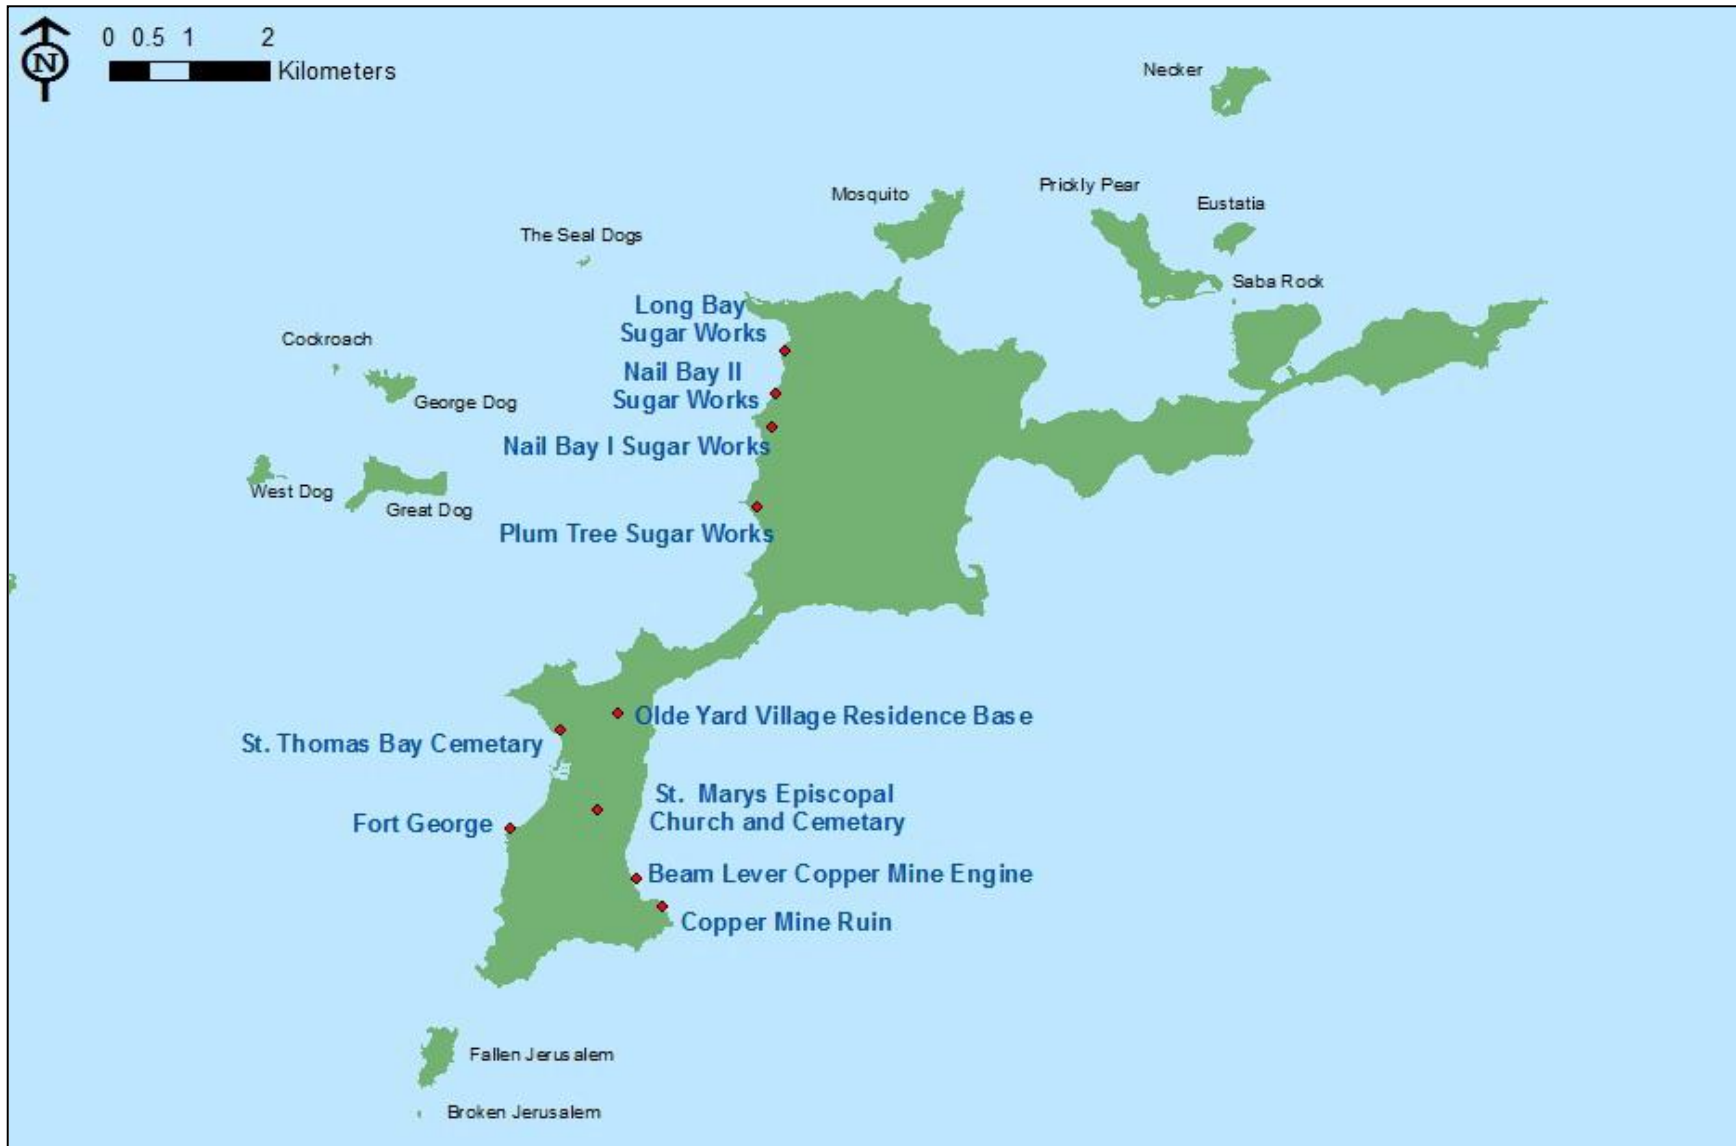 0 0.5 1 2
Kilometers
N
Necker
Prickly Pear
Mosquito
Eustatia
The Seal Dogs
Saba Rock
Long Bay
Sugar Works
Cockroach
Nail Bay II
Sugar Works
George Dog
Nail Bay I Sugar Works
West Dog
Great Dog
Plum Tree Sugar Works
Olde Yard Village Residence Base
St. Thomas Bay Cemetary
St. Marys Episcopal
Church and Cemetary
Fort George
Beam Lever Copper Mine Engine
Copper Mine Ruin
Fallen Jerusalem
Broken Jerusalem